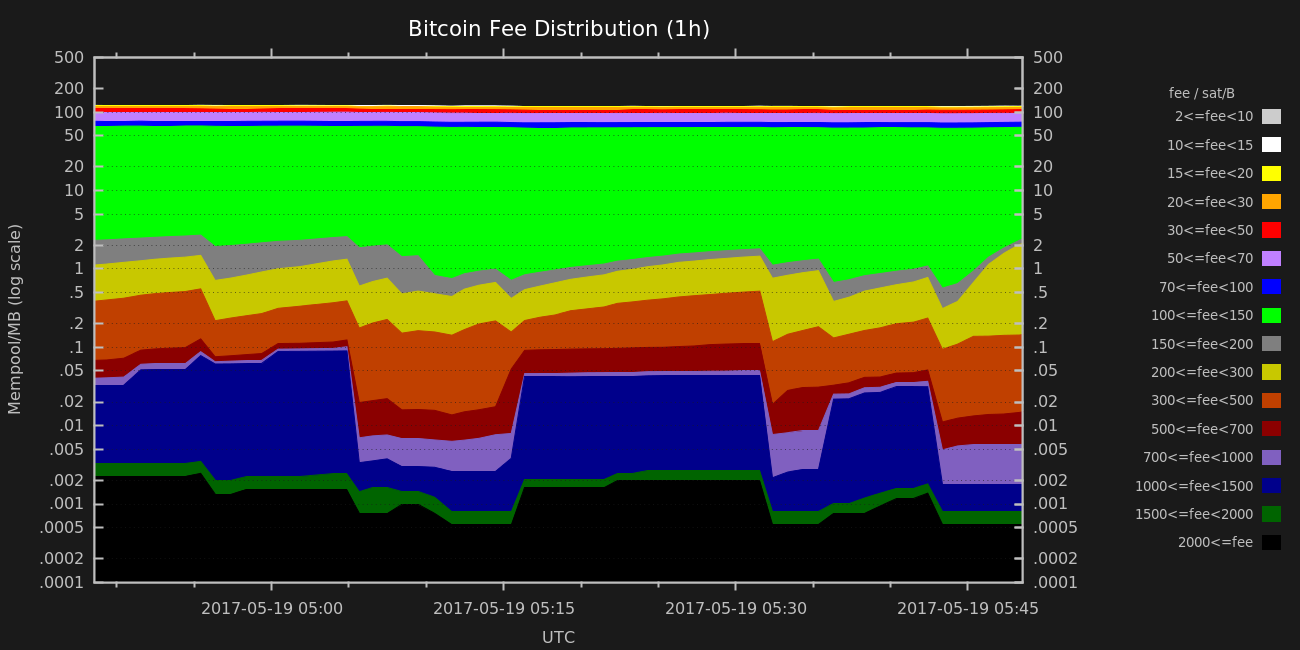 Bitcoin Fee Distribution (1h)
500 500
200 200
100 100
50 50
20 20
10 10
5 5
2 2
1 1
.5 .5
.2 .2
.1 .1
.05 .05
.02 .02
.01 .01
.005 .005
.002 .002
.001 .001
.0005 .0005
.0002 .0002
.0001 .0001
Mempool/MB (log scale)
2017-05-19 05:00 2017-05-19 05:15 2017-05-19 05:30 2017-05-19 05:45
UTC
fee / sat/B
2<=fee<10
10<=fee<15
15<=fee<20
20<=fee<30
30<=fee<50
50<=fee<70
70<=fee<100
100<=fee<150
150<=fee<200
200<=fee<300
300<=fee<500
500<=fee<700
700<=fee<1000
1000<=fee<1500
1500<=fee<2000
2000<=fee